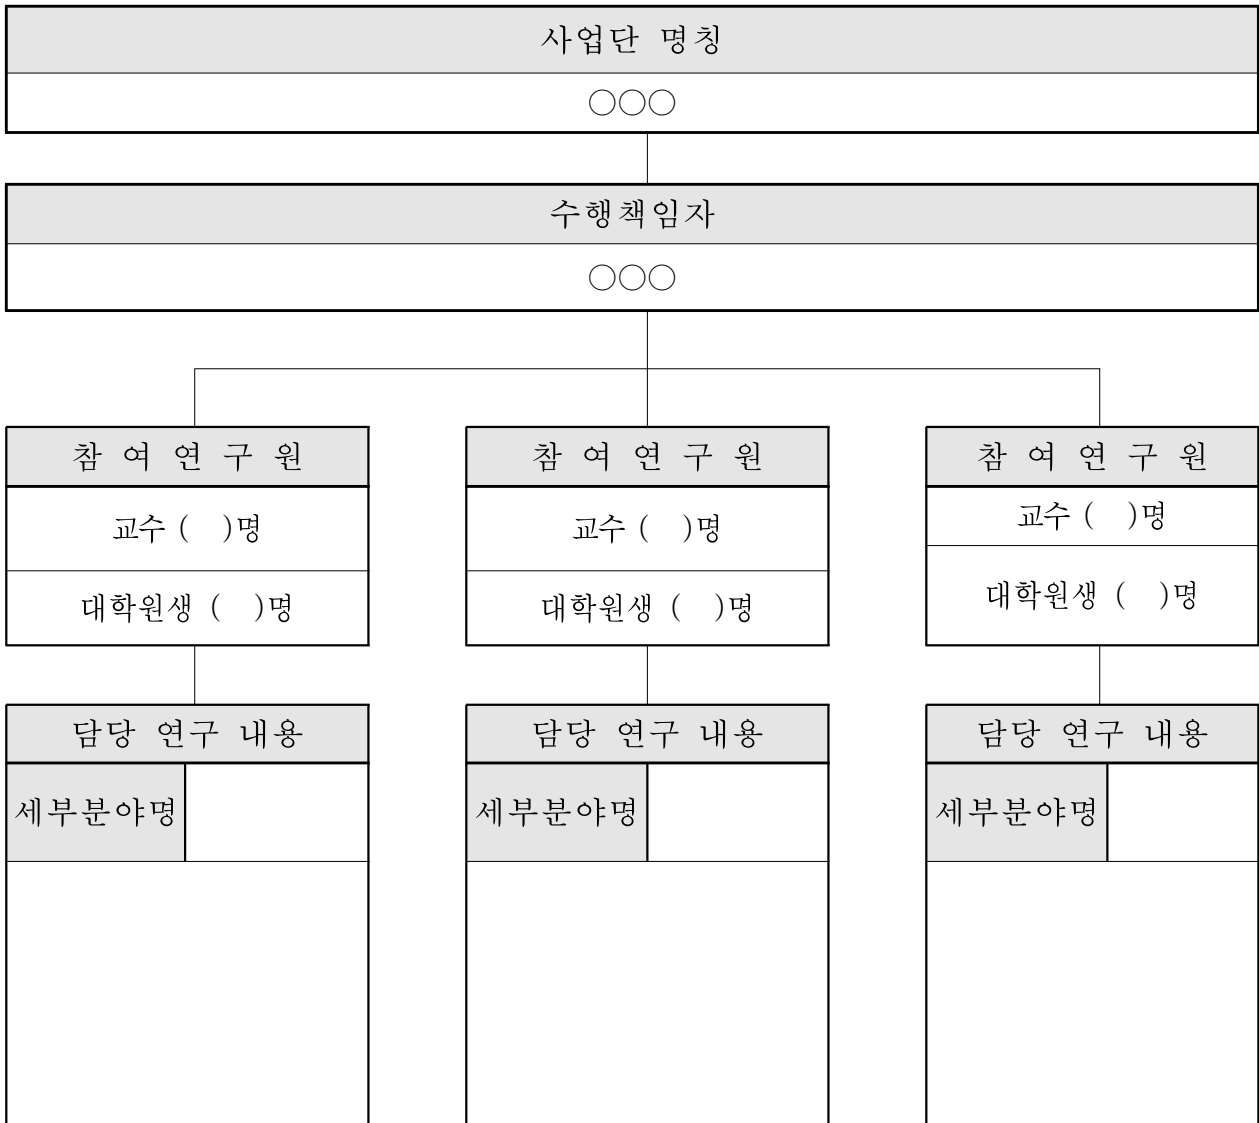 사업단 명칭
○○○
수행책임자
○○○
참 여 연 구 원 참 여 연 구 원 참 여 연 구 원
교수 ( )명 교수 ( )명 교수 ( )명
대학원생 ( )명 대학원생 ( )명 대학원생 ( )명
담당 연구 내용 담당 연구 내용 담당 연구 내용
세부분야명 세부분야명 세부분야명